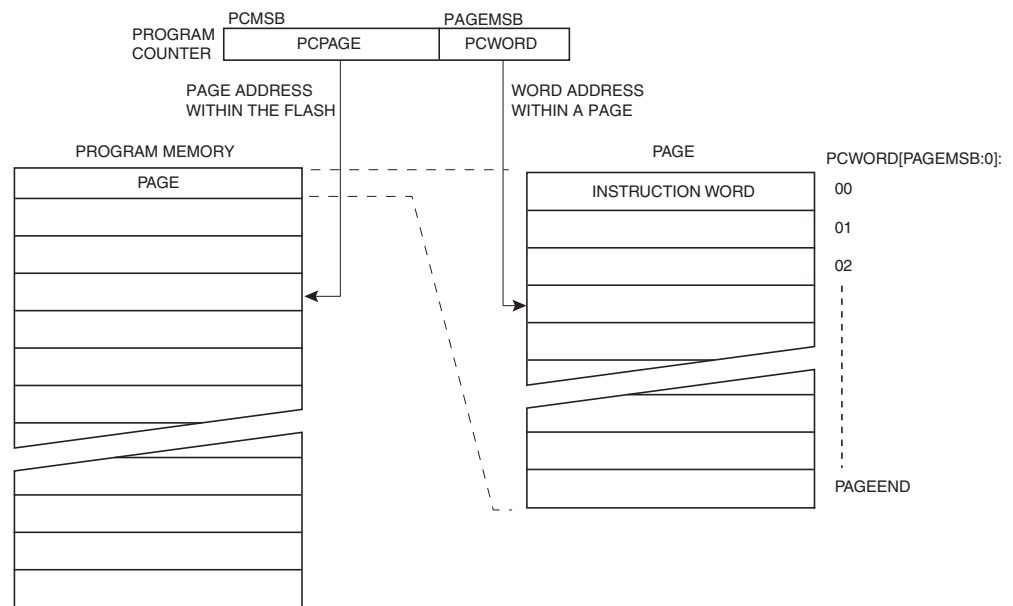 PCMSB PAGEMSB
PROGRAM
COUNTER
PCPAGE PCWORD
PAGE ADDRESS
WITHIN THE FLASH
WORD ADDRESS
WITHIN A PAGE
PROGRAM MEMORY
PAGE
PAGE
PCWORD[PAGEMSB:0]:
INSTRUCTION WORD
00
01
02
PAGEEND